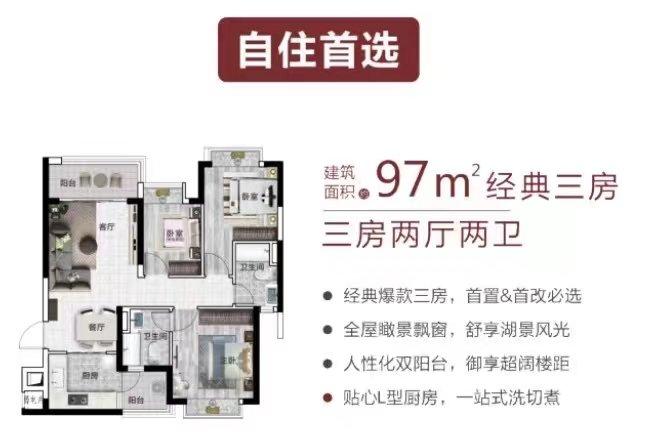 自住首选
建筑面积约97m²经典三房
三房两厅两卫
经典爆款三房，首置&首改必选
全屋瞰景飘窗，舒享湖景风光
人性化双阳台，御享超阔楼距
贴心L型厨房，一站式洗切煮
阳台
客厅
卧室
卧室
卫生间
餐厅
卫生间
主卧
厨房
阳台